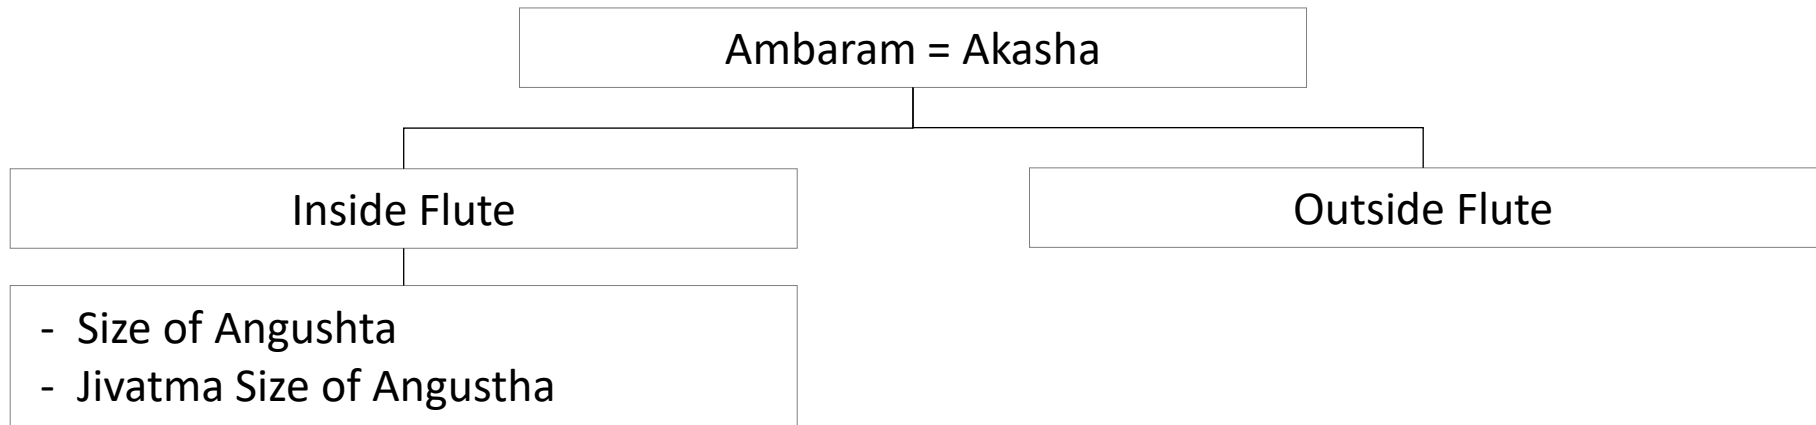 Ambaram = Akasha
Inside Flute
Outside Flute
- Size of Angushta
- Jivatma Size of Angustha